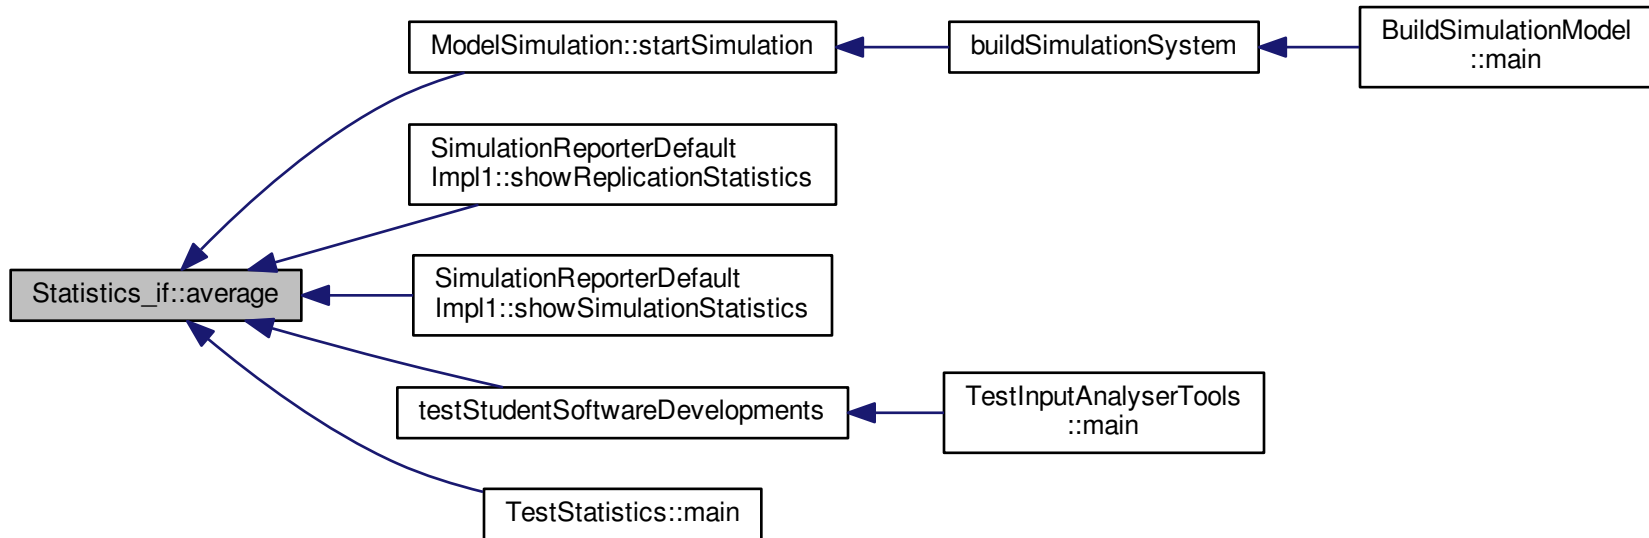 ModelSimulation::startSimulation
buildSimulationSystem
BuildSimulationModel
::main
SimulationReporterDefault
Impl1::showReplicationStatistics
Statistics_if::average
SimulationReporterDefault
Impl1::showSimulationStatistics
testStudentSoftwareDevelopments
TestInputAnalyserTools
::main
TestStatistics::main